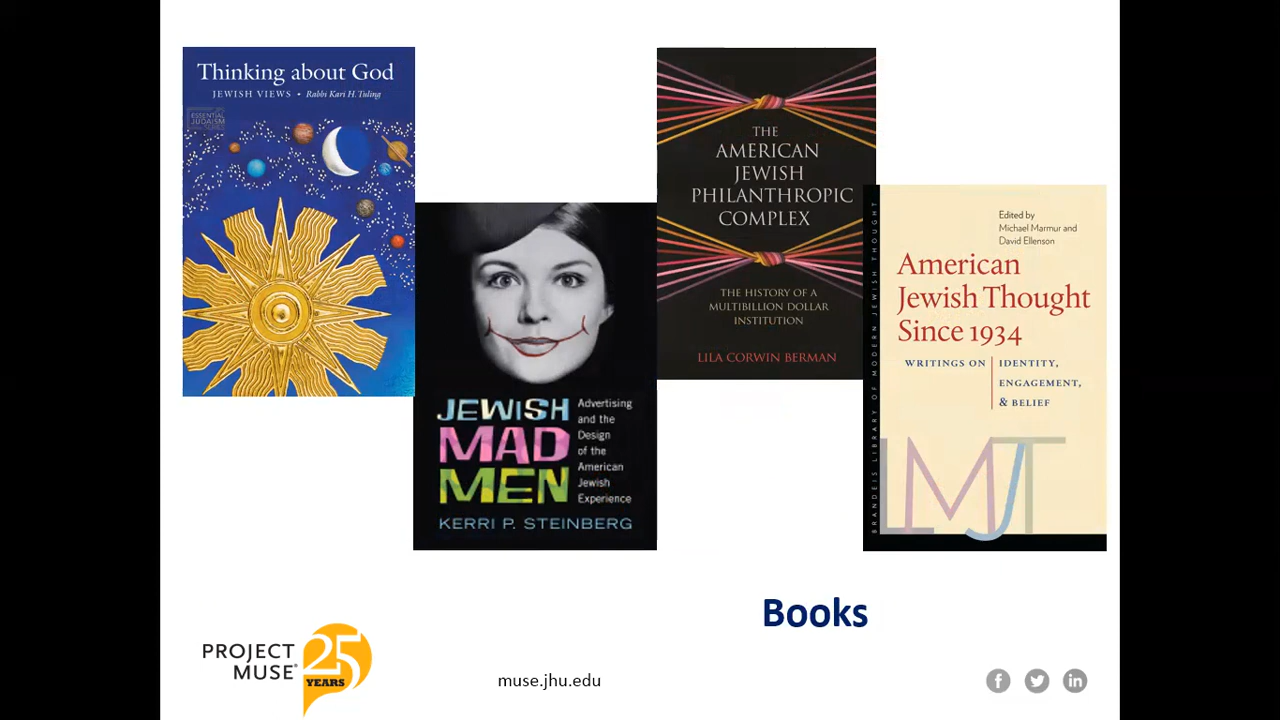 Thinking about God
JEWISH VIEWS • Rabbi Kari H. Tuling
ESSENTIAL
JUDAISM
SERIES
JEWISH
MAD
MEN
Advertising
and the
Design
of the
American
Jewish
Experience
KERRI P. STEINBERG
THE
AMERICAN
JEWISH
PHILANTHROPIC
COMPLEX
THE HISTORY OF A
MULTIBILLION DOLLAR
INSTITUTION
LILA CORWIN BERMAN
BRANDEIS LIBRARY OF MODERN JEWISH THOUGHT
Edited by
Michael Marmur and
David Ellenson
American
Jewish Thought
Since 1934
WRITINGS ON
IDENTITY,
ENGAGEMENT,
& BELIEF
LMJT
Books
PROJECT
MUSE®
25
YEARS
muse.jhu.edu
f
in